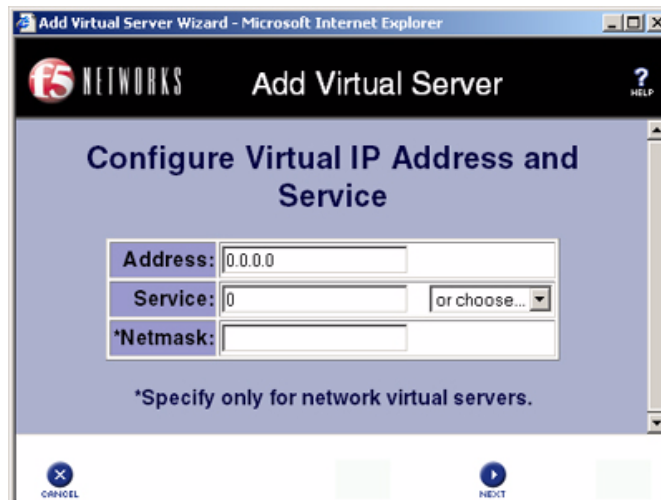 Add Virtual Server Wizard - Microsoft Internet Explorer
f5 NETWORKS
Add Virtual Server
?
HELP
Configure Virtual IP Address and
Service
Address: 0.0.0.0
Service: 0 or choose...
*Netmask:
*Specify only for network virtual servers.
CANCEL
NEXT